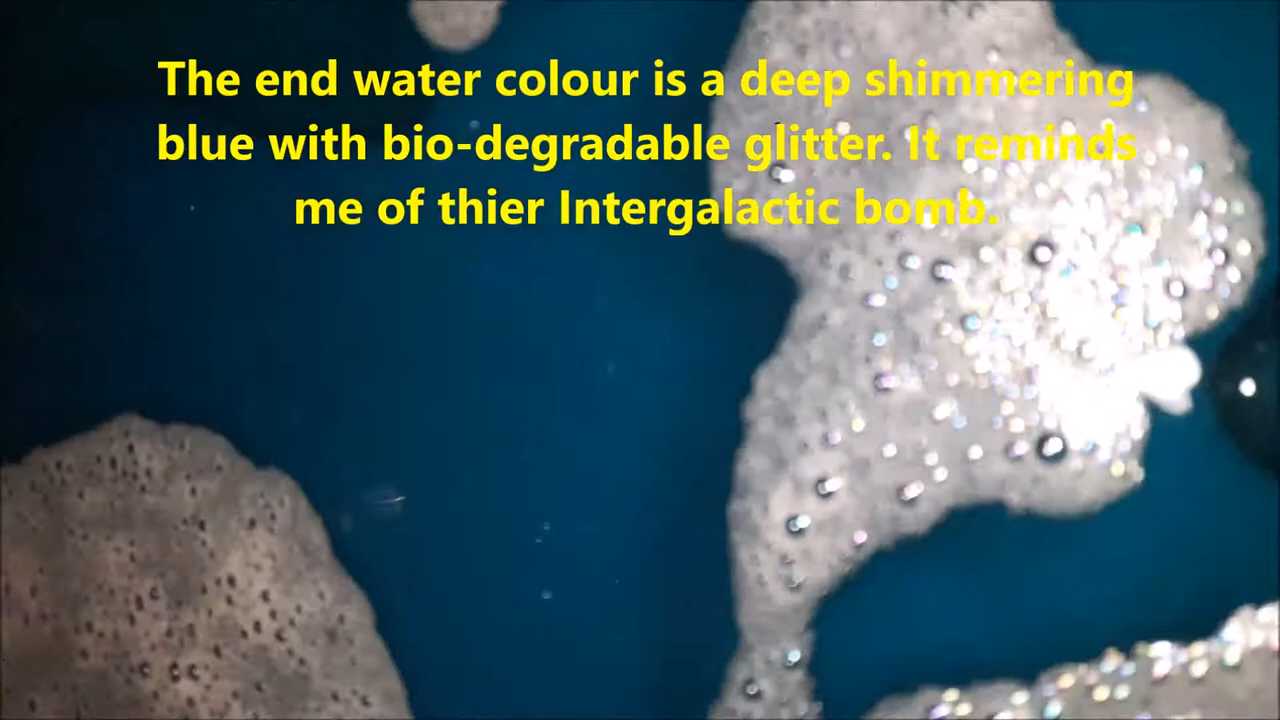 The end water colour is a deep shimmering
blue with bio-degradable glitter. It reminds
me of thier Intergalactic bomb.